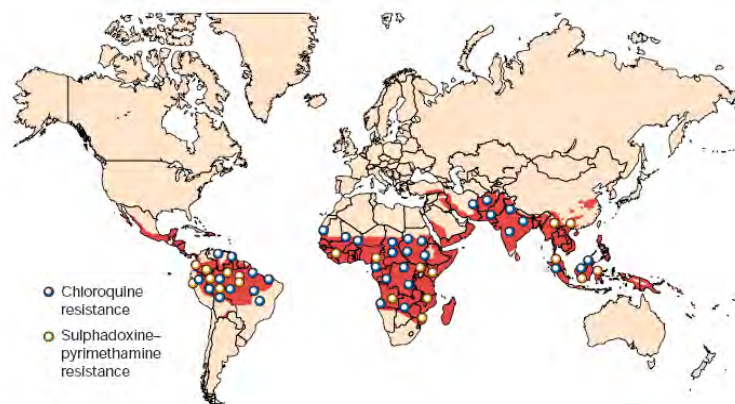 Chloroquine
resistance
Sulphadoxine–
pyrimethamine
resistance